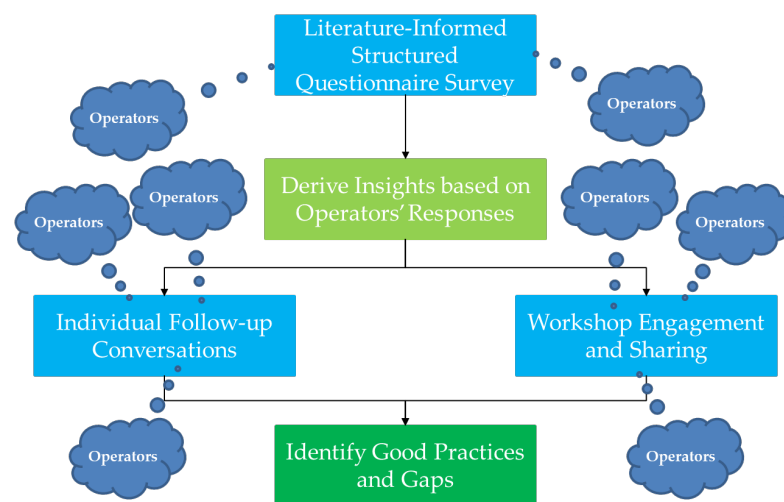 Literature-Informed
Structured
Questionnaire Survey
Operators
Operators
Derive Insights based on
Operators' Responses
Operators
Operators
Operators
Operators
Individual Follow-up
Conversations
Workshop Engagement
and Sharing
Operators
Identify Good Practices
and Gaps
Operators